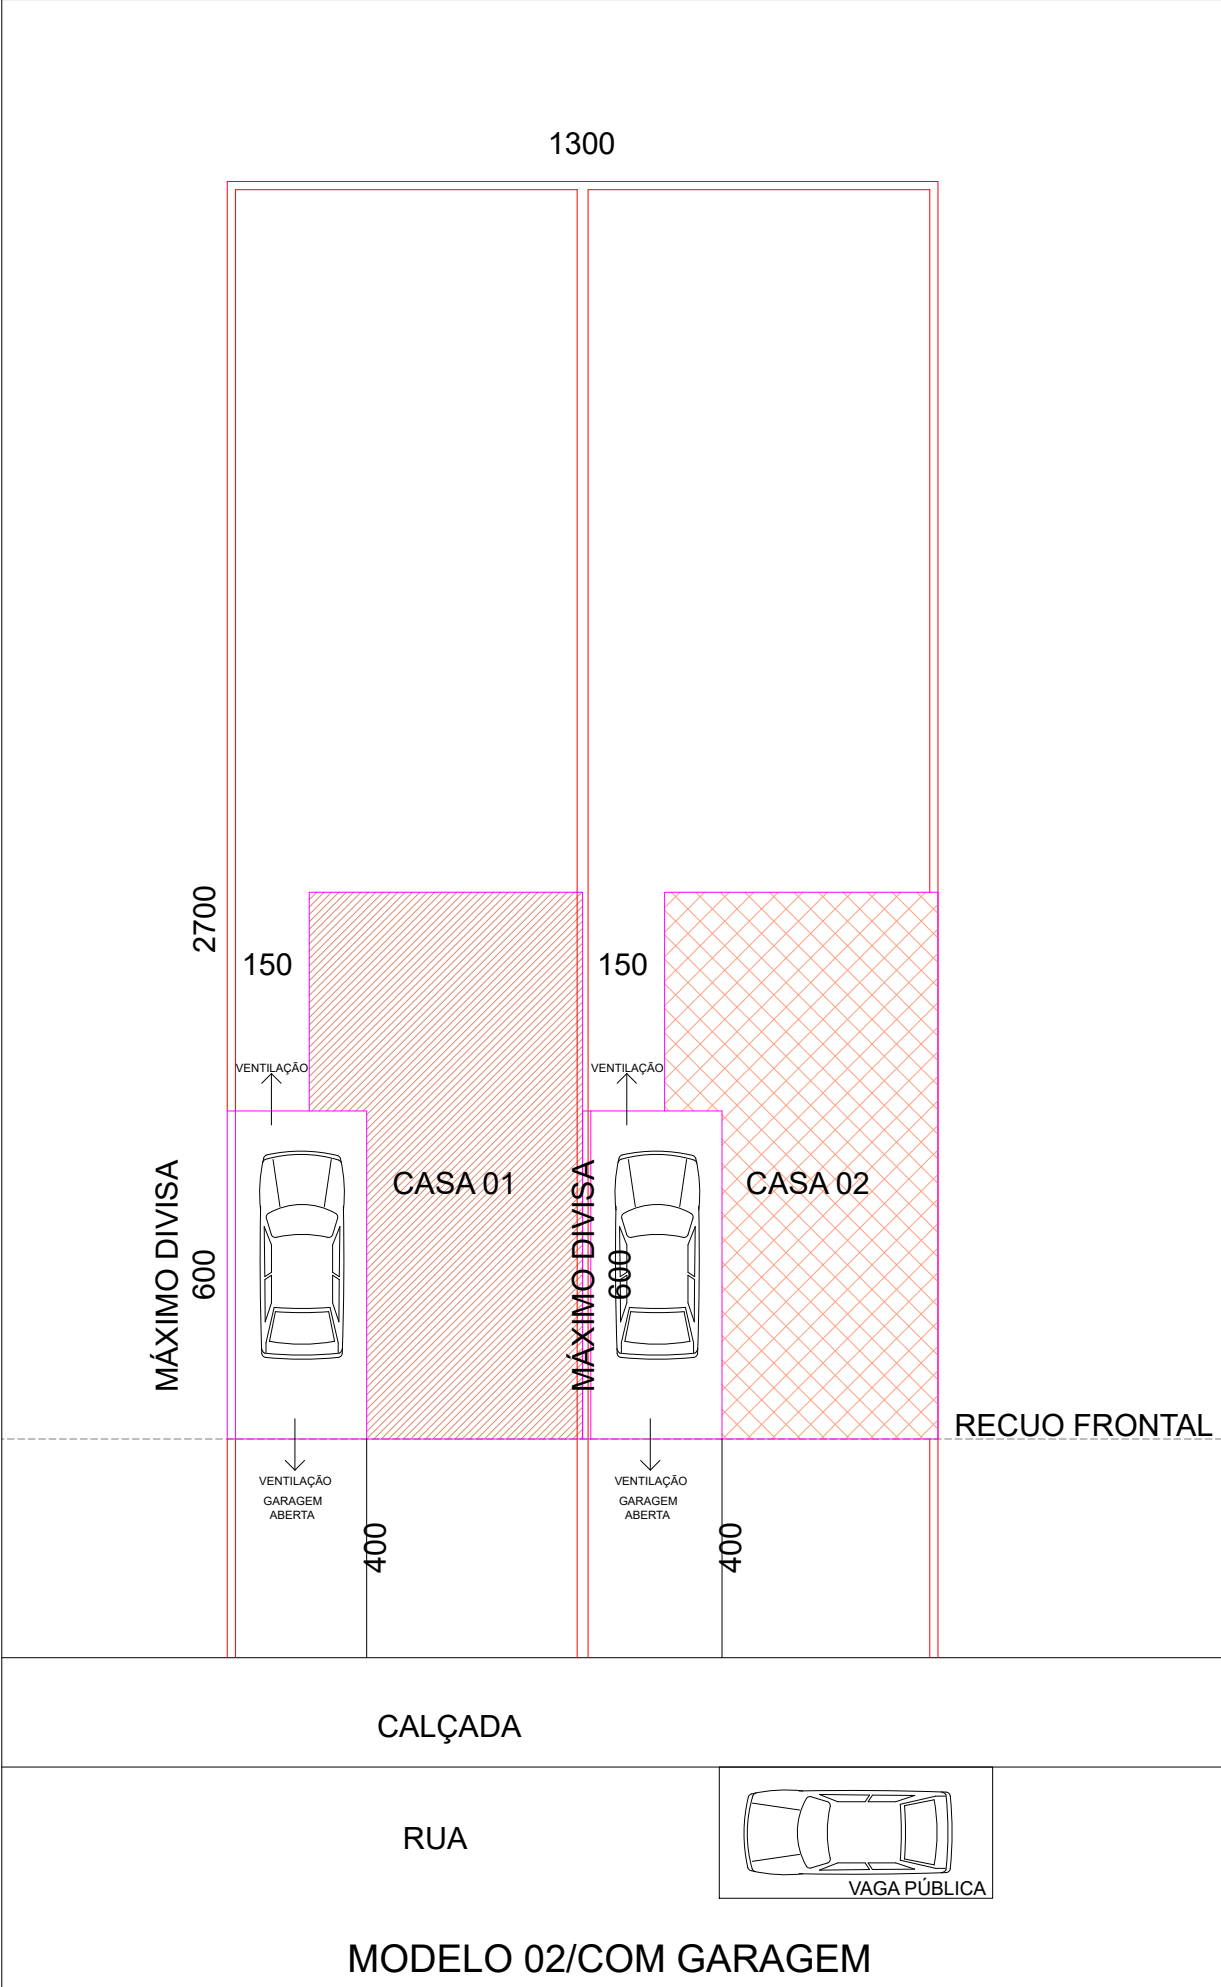 1300
2700
150
150
VENTILAÇÃO
VENTILAÇÃO
MÁXIMO DIVISA
600
CASA 01
MÁXIMO DIVISA
600
CASA 02
RECUO FRONTAL
VENTILAÇÃO
GARAGEM
ABERTA
400
VENTILAÇÃO
GARAGEM
ABERTA
400
CALÇADA
RUA
VAGA PÚBLICA
MODELO 02/COM GARAGEM